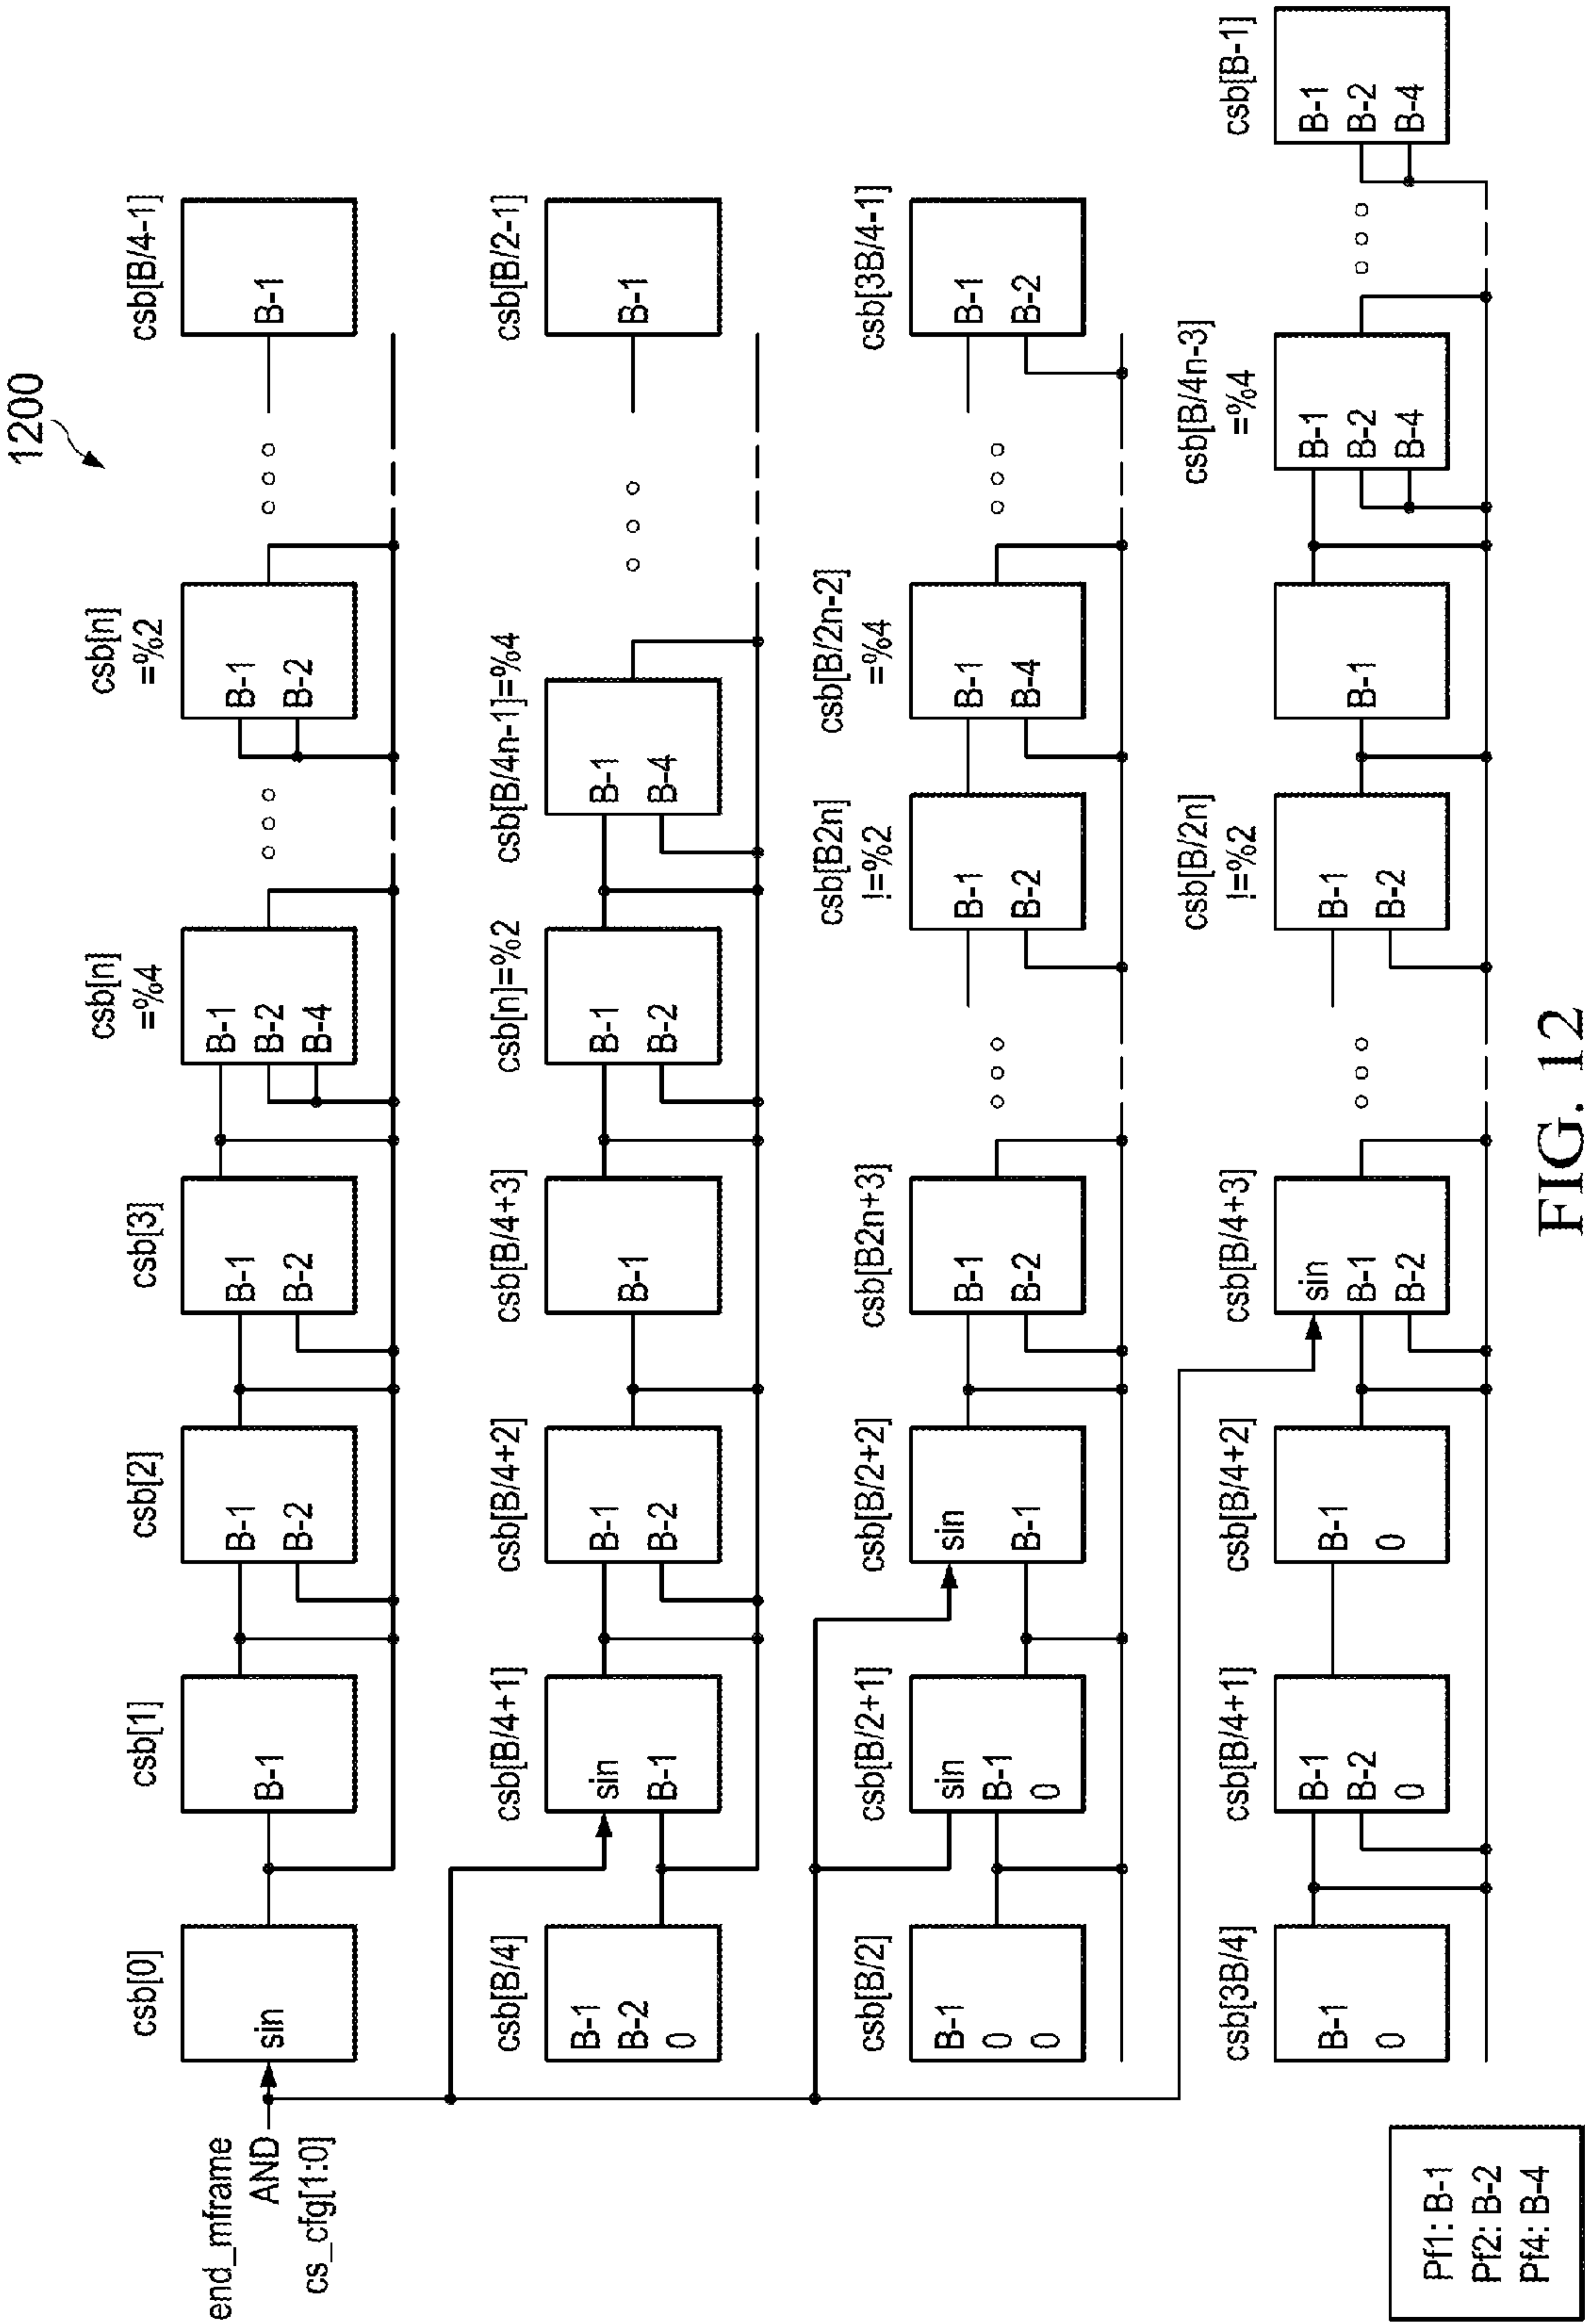 1200
end_mframe
AND
cs_cfg[1:0]
csb[0]
sin
csb[1]
B-1
csb[2]
B-1
B-2
csb[3]
B-1
B-2
csb[n]
=%4
B-1
B-2
B-4
csb[n]
=%2
B-1
B-2
csb[B/4-1]
B-1
csb[B/4]
B-1
B-2
0
csb[B/4+1]
sin
B-1
csb[B/4+2]
B-1
B-2
csb[B/4+3]
B-1
csb[n]=%2
B-1
B-2
csb[B/4n-1]=%4
B-1
B-4
csb[B/2-1]
B-1
csb[B/2]
B-1
0
0
csb[B/2+1]
sin
B-1
0
csb[B/2+2]
sin
B-1
csb[B2n+3]
B-1
B-2
csb[B2n]
!=%2
B-1
B-2
csb[B/2n-2]
=%4
B-1
B-4
csb[3B/4-1]
B-1
B-2
csb[3B/4]
B-1
0
csb[B/4+1]
B-1
B-2
0
csb[B/4+2]
B-1
0
csb[B/4+3]
sin
B-1
B-2
csb[B/2n]
!=%2
B-1
B-2
B-1
csb[B/4n-3]
=%4
B-1
B-2
B-4
csb[B-1]
B-1
B-2
B-4
Pf1: B-1
Pf2: B-2
Pf4: B-4
FIG. 12